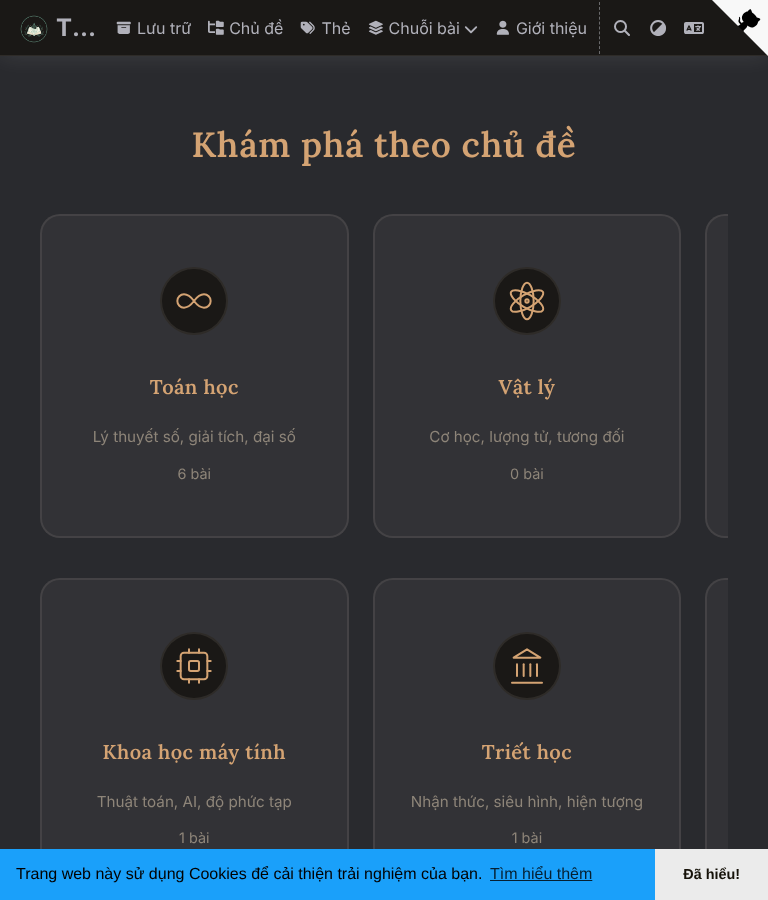 T... Lưu trữ Chủ đề Thẻ Chuỗi bài Giới thiệu
Khám phá theo chủ đề
Toán học
Lý thuyết số, giải tích, đại số
6 bài
Vật lý
Cơ học, lượng tử, tương đối
0 bài
Khoa học máy tính
Thuật toán, AI, độ phức tạp
1 bài
Triết học
Nhận thức, siêu hình, hiện tượng
1 bài
Trang web này sử dụng Cookies để cải thiện trải nghiệm của bạn. Tìm hiểu thêm Đã hiểu!